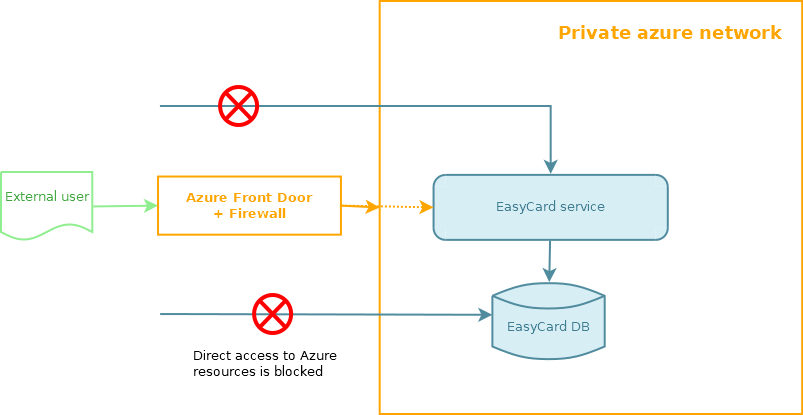 Private azure network
External user
Azure Front Door
+ Firewall
EasyCard service
EasyCard DB
Direct access to Azure
resources is blocked